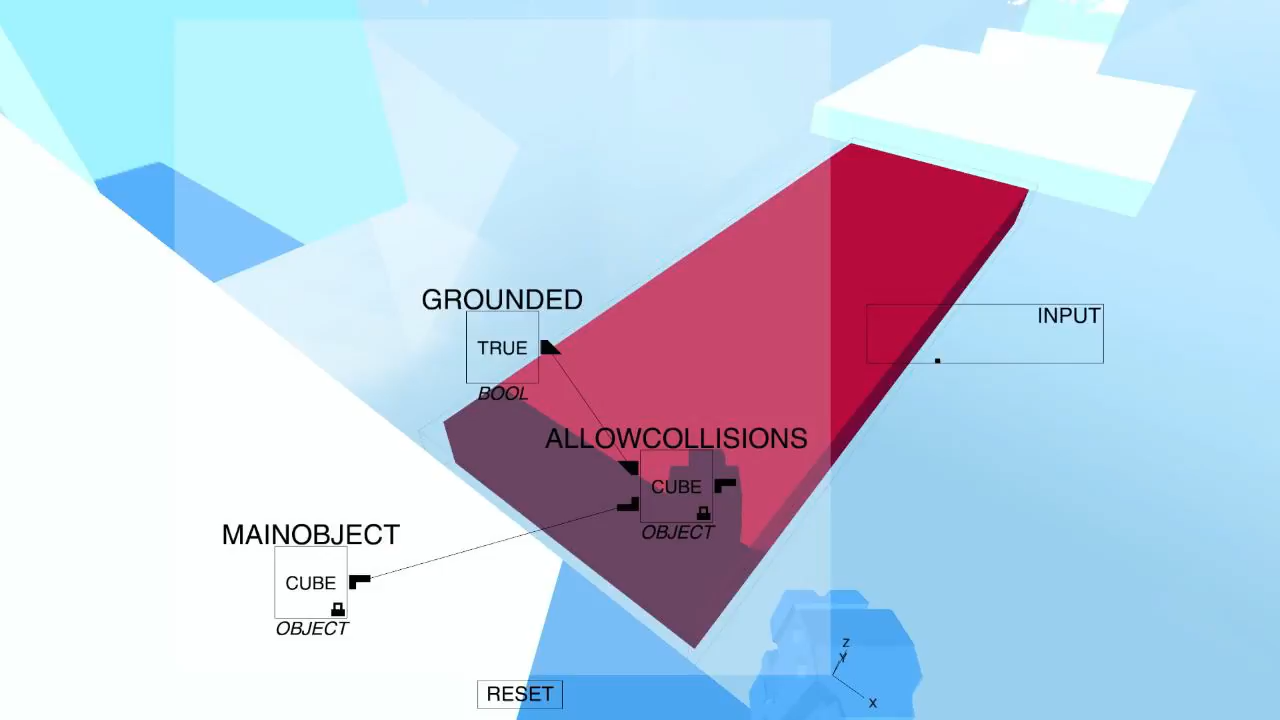 GROUNDED
TRUE
BOOL
INPUT
ALLOWCOLLISIONS
CUBE
OBJECT
MAINOBJECT
CUBE
OBJECT
Z
Y
X
RESET